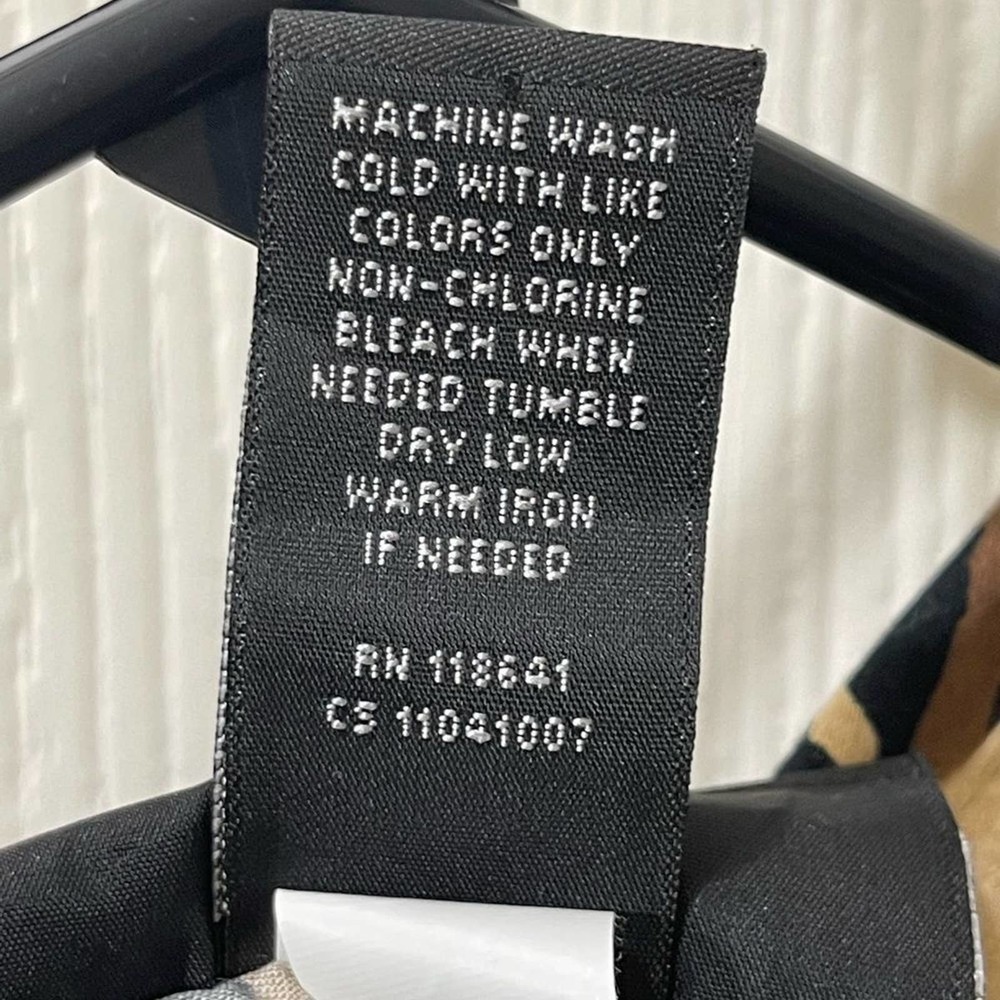 MACHINE WASH
COLD WITH LIKE
COLORS ONLY
NON-CHLORINE
BLEACH WHEN
NEEDED TUMBLE
DRY LOW
WARM IRON
IF NEEDED
RN 118641
CS 11041007